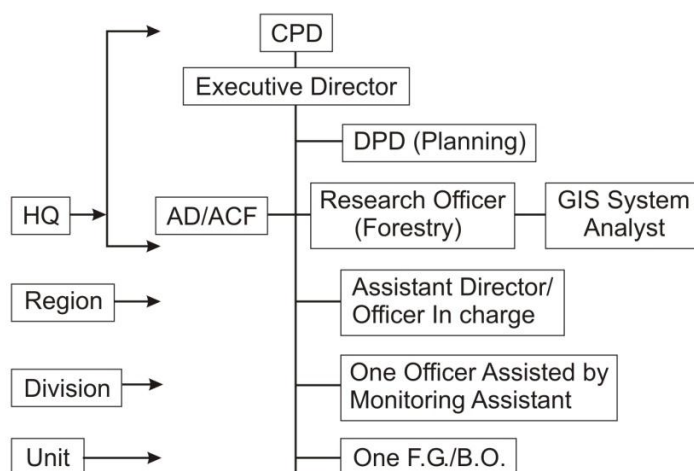 CPD
Executive Director
DPD (Planning)
HQ
AD/ACF
Research Officer
(Forestry)
GIS System
Analyst
Region
Assistant Director/
Officer In charge
Division
One Officer Assisted by
Monitoring Assistant
Unit
One F.G./B.O.